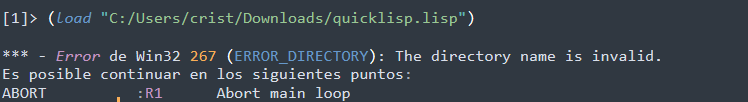 [1]> (load "C:/Users/crist/Downloads/quicklisp.lisp")
*** - Error de Win32 267 (ERROR_DIRECTORY): The directory name is invalid.
Es posible continuar en los siguientes puntos:
ABORT          :R1      Abort main loop